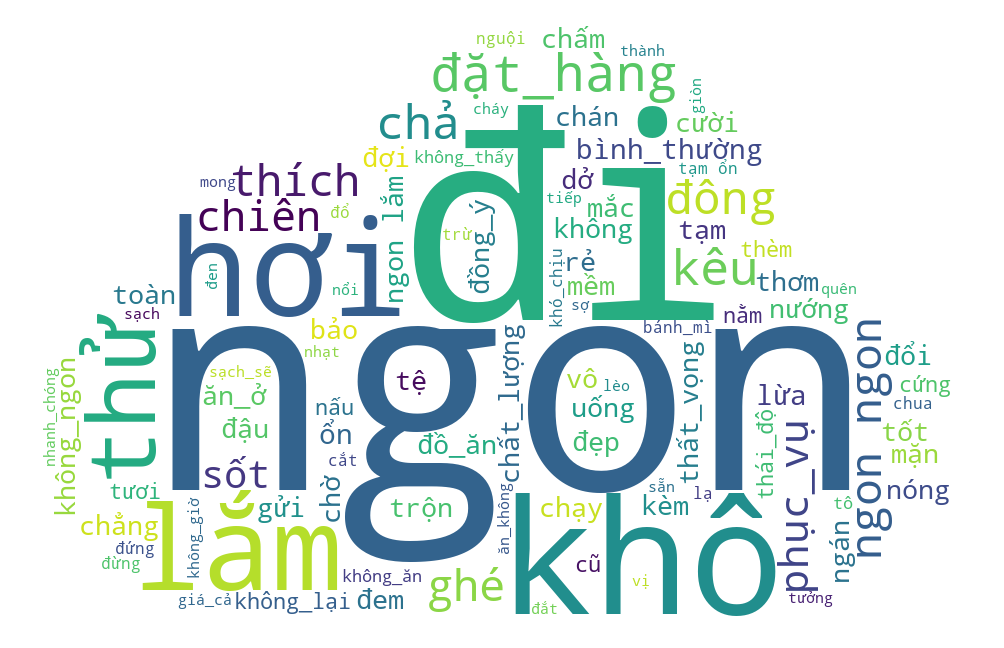 nguội
chấm
thành
đặt_hàng
giòn
cháy
chả
chán
cười
đợi
không_thấy
bình_thường
tạm ổn
mong
thích
dở
tiếp
đông
chiên
đổ
ngon lắm
đi
mắc
trừ
đồng_ý
không
tạm
hơi
rẻ
kêu
thèm
đen
nổi
khó_chịu
mềm
thơm
quên
toàn
sạch
sợ
nằm
nướng
bảo
bánh_mì
thử
ngon
nhạt
đổi
nhanh_chóng
không_ngon
sạch_sẽ
tệ
vô
lèo
thất_vọng
lừa
cứng
ăn_ở
nấu
chất_lượng
uống
chua
đậu
ổn
đồ_ăn
đẹp
thái_độ
tốt
ngon ngon
sốt
cắt
mặn
tươi
chờ
sẵn
phục_vụ
nóng
lắm
gửi
trộn
ăn_không
chạy
kèm
lạ
tô
chẳng
không_giờ
khô
ngán
đứng
cũ
đừng
không_ăn
ghé
vị
giá_cả
không_lại
đem
đắt
tưởng